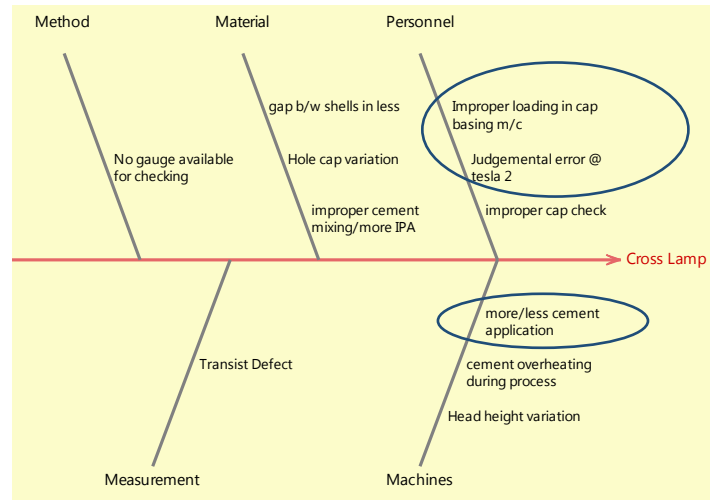 Method
Material
Personnel
gap b/w shells in less
Improper loading in cap
basing m/c
No gauge available
for checking
Hole cap variation
Judgemental error @
tesla 2
improper cement
mixing/more IPA
improper cap check
Cross Lamp
more/less cement
application
Transist Defect
cement overheating
during process
Head height variation
Measurement
Machines